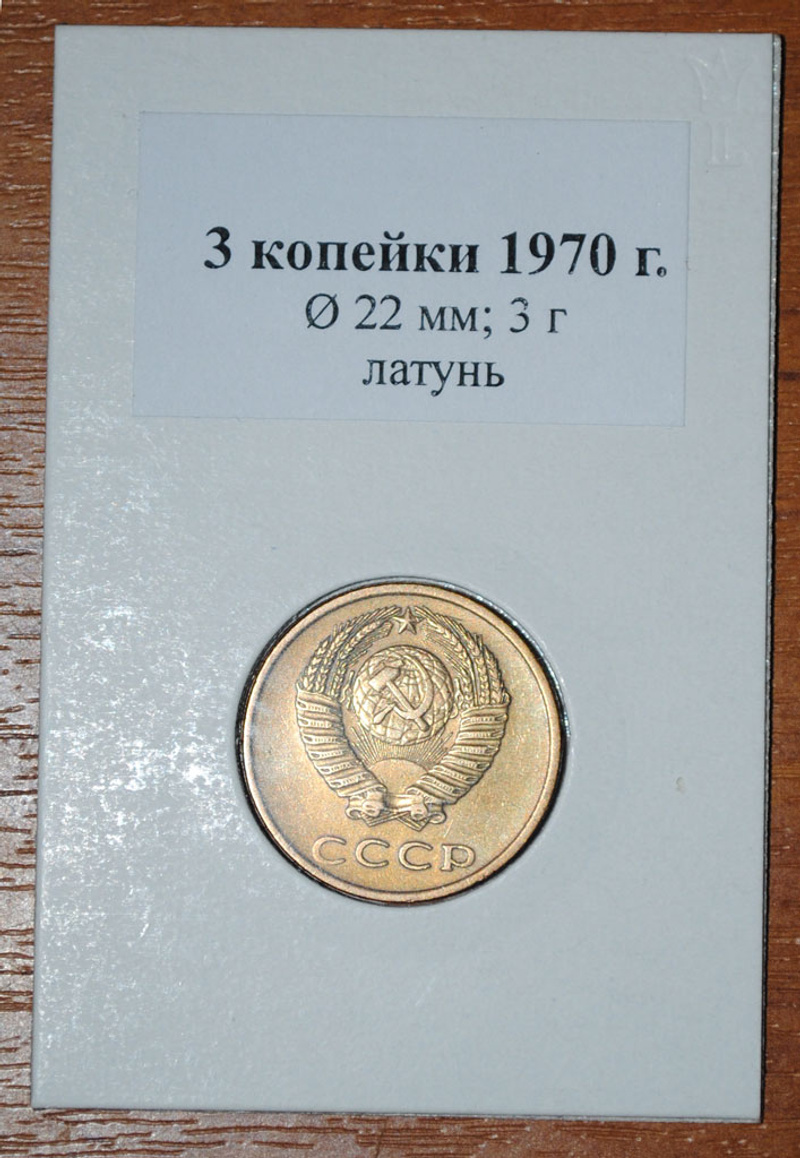 3 копейки 1970 г.
Ø 22 мм; 3 г
латунь
СССР